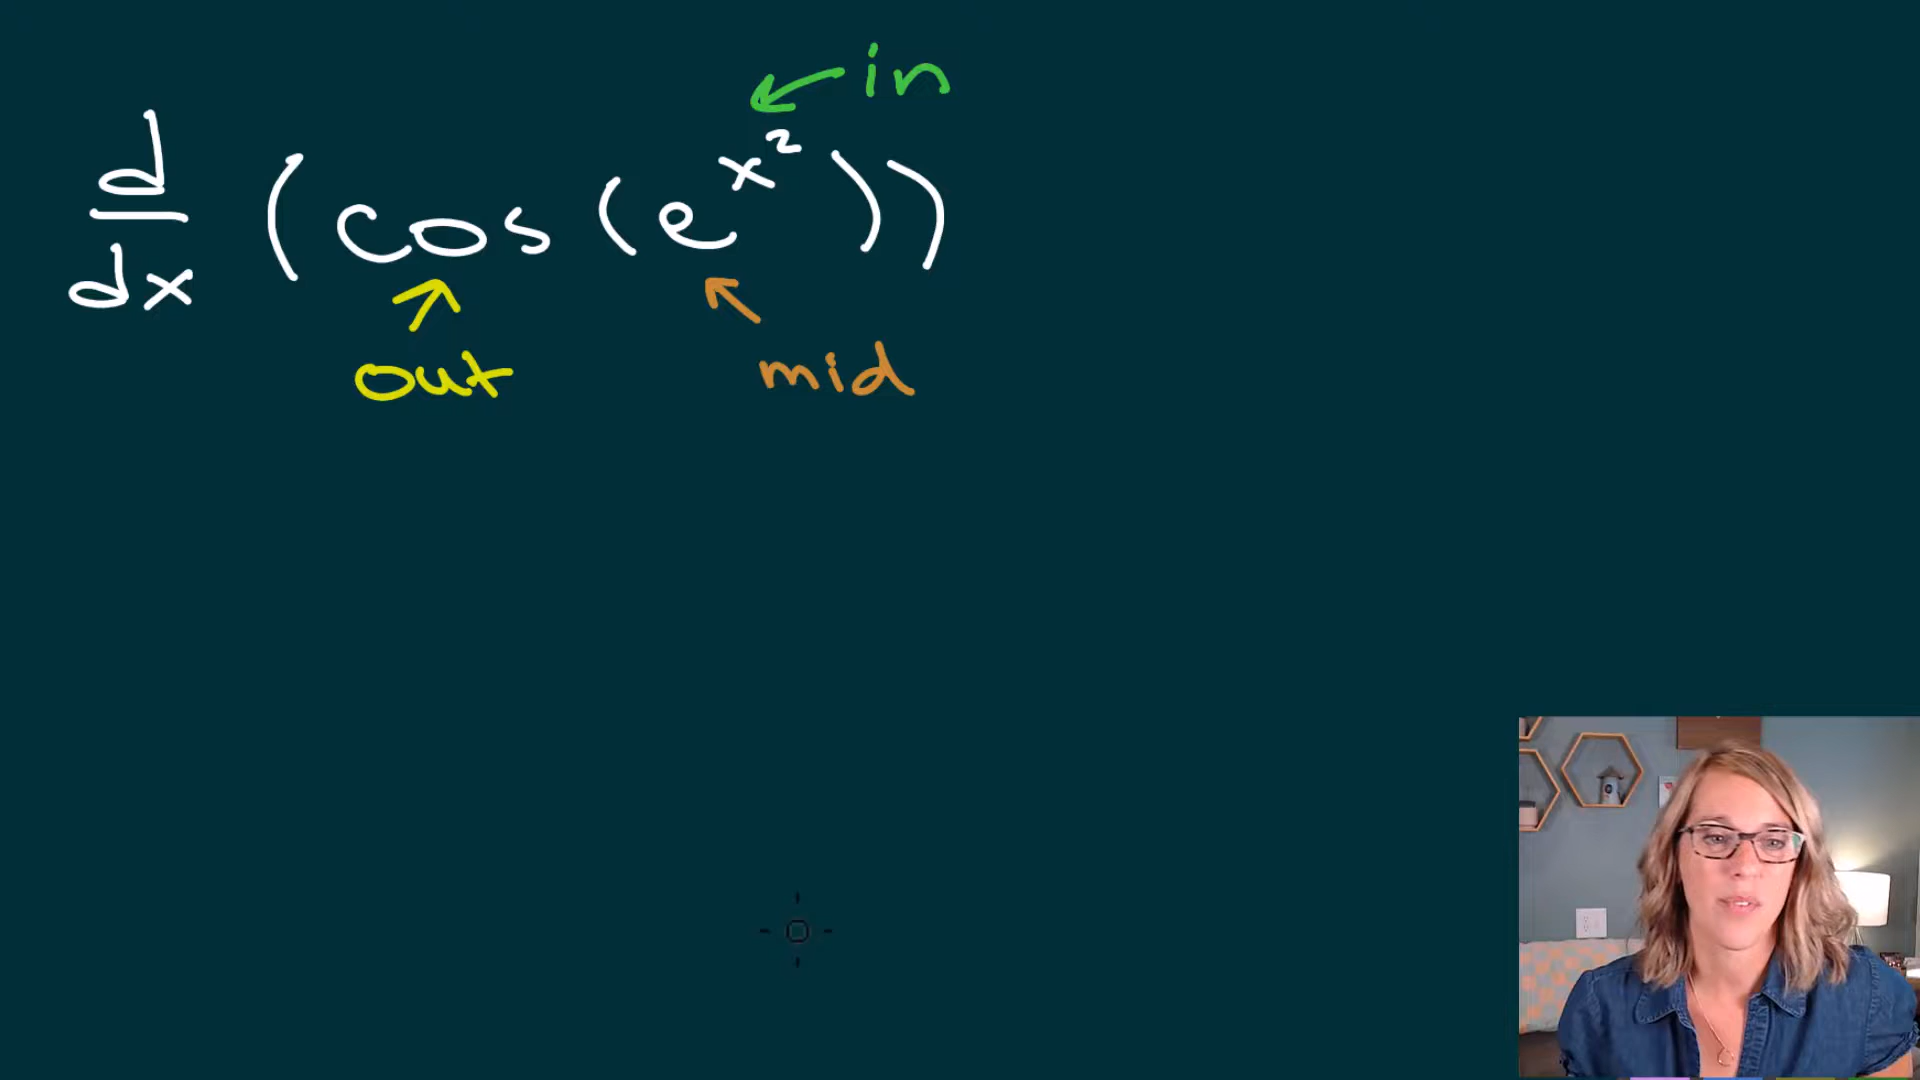 in
d/dx (cos(e^x^2))
out mid